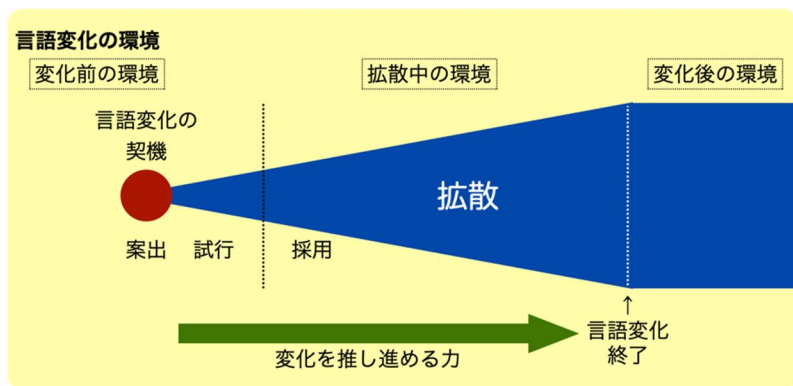 言語変化の環境
変化前の環境
拡散中の環境
変化後の環境
言語変化の
契機
拡散
案出
試行
採用
↑
言語変化
終了
変化を推し進める力